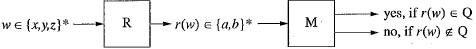 w ∈ {x,y,z}* R r(w) ∈ {a,b}* M yes, if r(w) ∈ Q
no, if r(w) ∉ Q